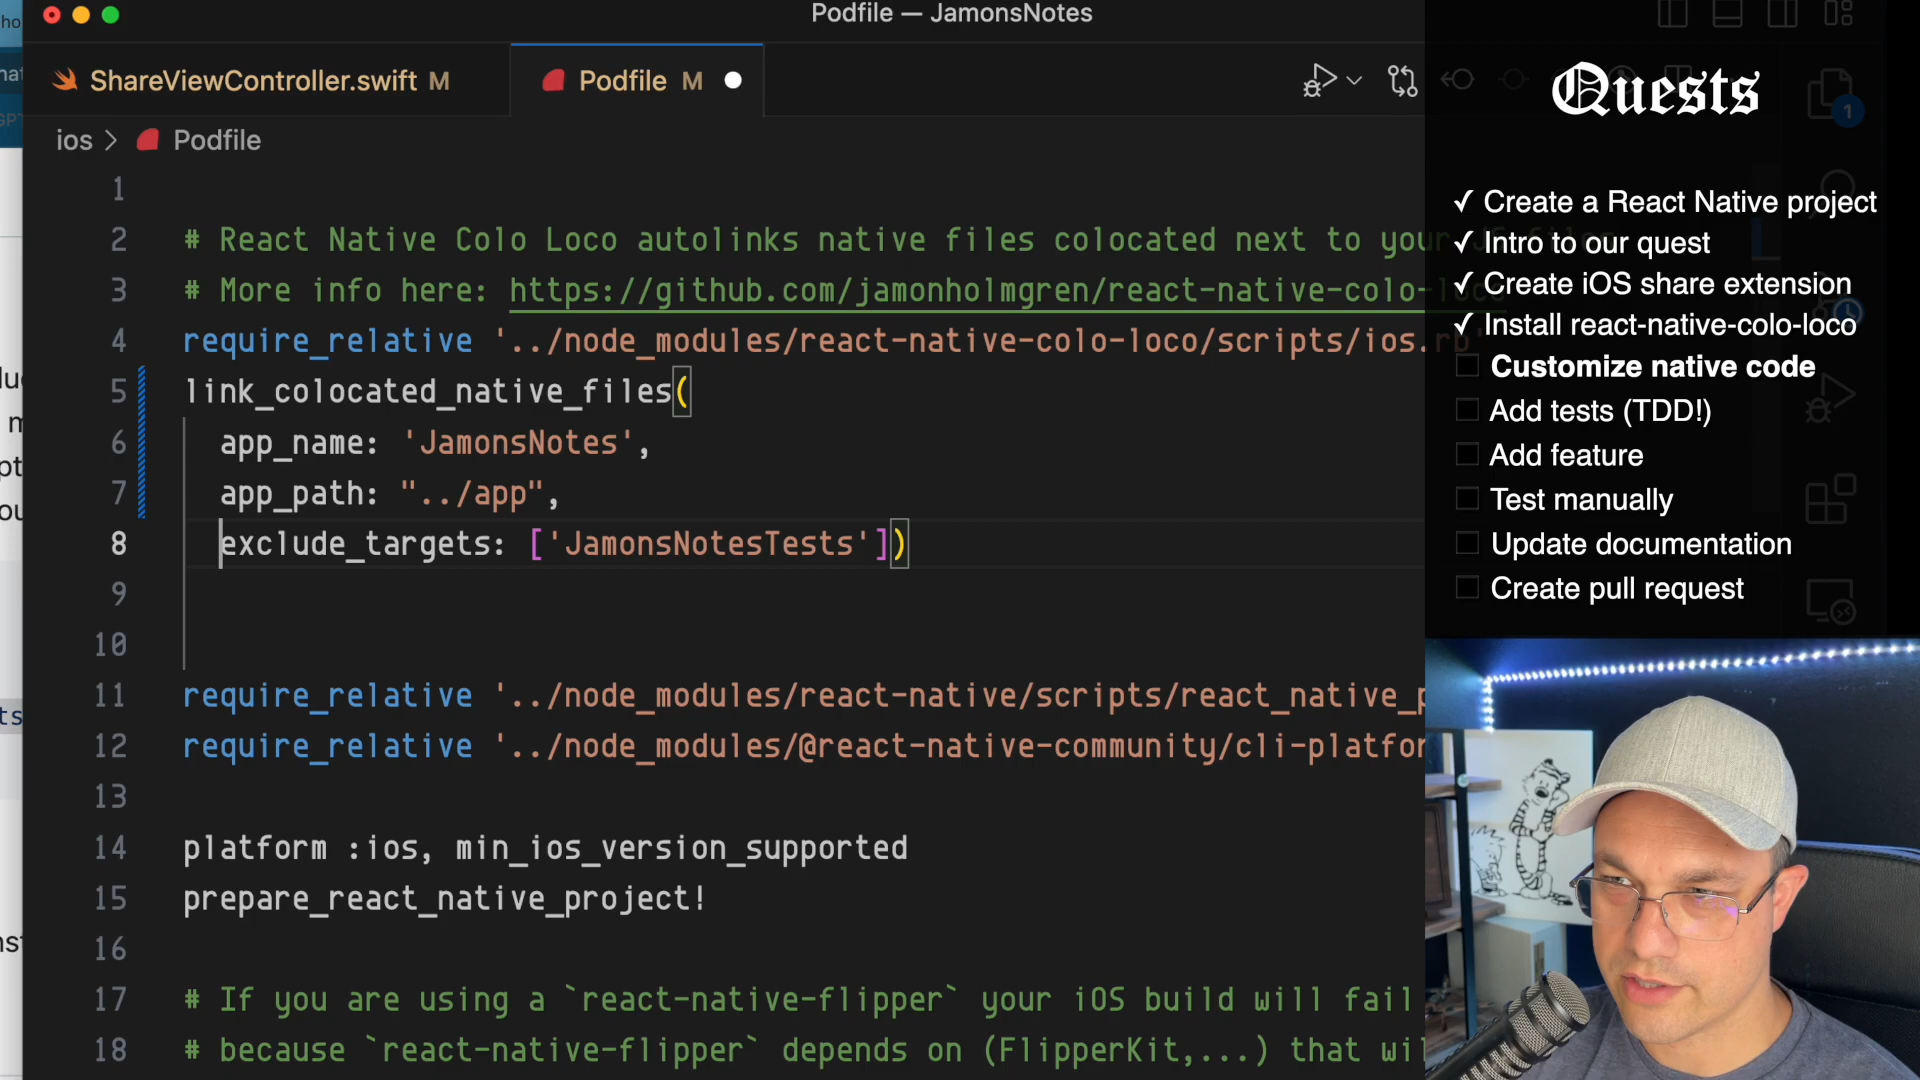 Podfile — JamonsNotes
ShareViewController.swift M
Podfile M
ios > Podfile
1
2 # React Native Colo Loco autolinks native files colocated next to your
3 # More info here: https://github.com/jamonholmgren/react-native-colo-loco
4 require_relative '../node_modules/react-native-colo-loco/scripts/ios.rb'
5 link_colocated_native_files(
6 app_name: 'JamonsNotes',
7 app_path: "../app",
8 exclude_targets: ['JamonsNotesTests'])
9
10
11 require_relative '../node_modules/react-native/scripts/react_native_p
12 require_relative '../node_modules/@react-native-community/cli-platfor
13
14 platform :ios, min_ios_version_supported
15 prepare_react_native_project!
16
17 # If you are using a `react-native-flipper` your iOS build will fail
18 # because `react-native-flipper` depends on (FlipperKit,...) that wi
Quests
✓ Create a React Native project
✓ Intro to our quest
✓ Create iOS share extension
✓ Install react-native-colo-loco
Customize native code
Add tests (TDD!)
Add feature
Test manually
Update documentation
Create pull request
1